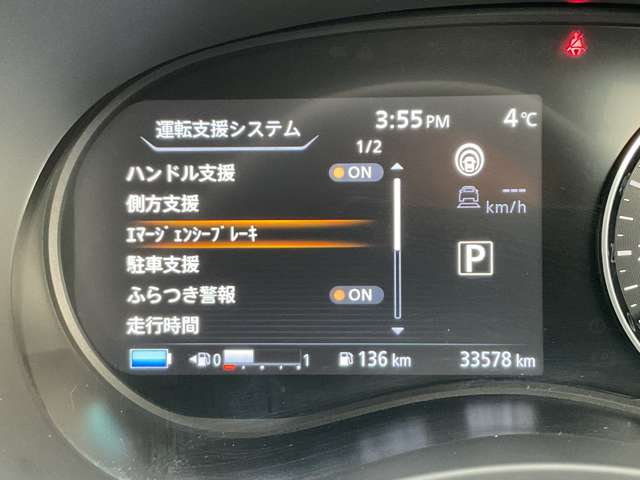 運転支援システム 3:55 PM 4℃
1/2
ハンドル支援 ON
側方支援
--- km/h
ｴﾏｰｼﾞｪﾝｼｰﾌﾞﾚｰｷ
駐車支援 P
ふらつき警報 ON
走行時間
0 1 136 km 33578 km